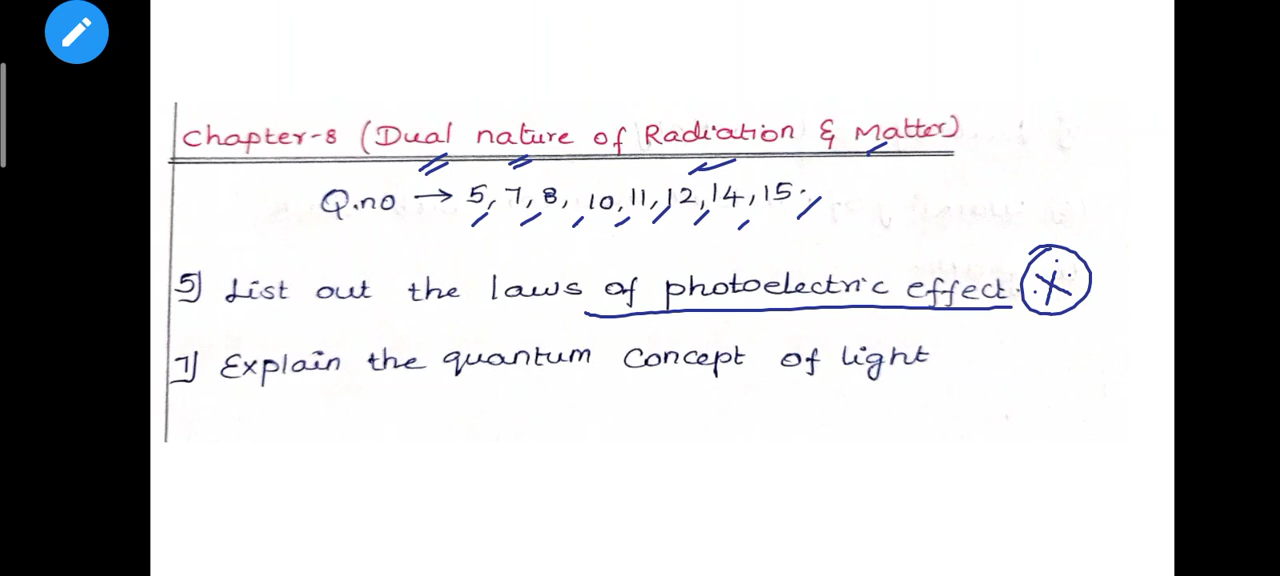 Chapter-8 (Dual nature of Radiation & Matter)
Q.no → 5, 7, 8, 10, 11, 12, 14, 15.
5) List out the laws of photoelectric effect.
7) Explain the quantum concept of light